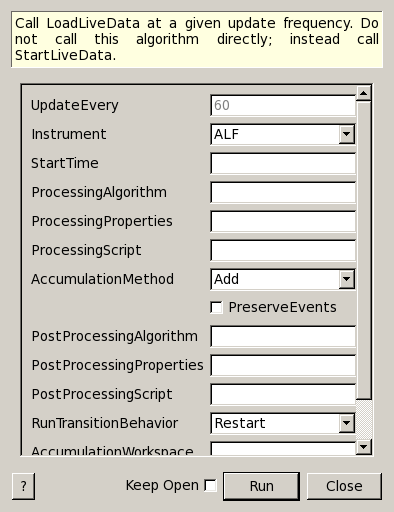 Call LoadLiveData at a given update frequency. Do
not call this algorithm directly; instead call
StartLiveData.
UpdateEvery 60
Instrument ALF
StartTime
ProcessingAlgorithm
ProcessingProperties
ProcessingScript
AccumulationMethod Add
PreserveEvents
PostProcessingAlgorithm
PostProcessingProperties
PostProcessingScript
RunTransitionBehavior Restart
AccumulationWorkspace
? Keep Open Run Close